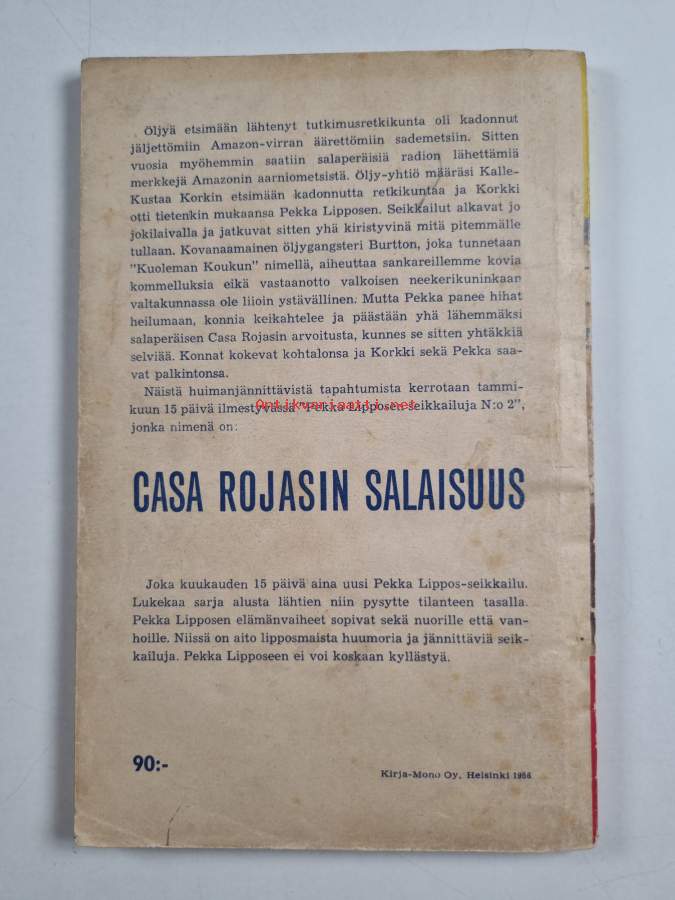 Öljyä etsimään lähtenyt tutkimusretkikunta oli kadonnut
jäljettömiin Amazon-virran äärettömiin sademetsiin. Sitten
vuosia myöhemmin saatiin salaperäisiä radion lähettämiä
merkkejä Amazonin aarniometsistä. Öljy-yhtiö määräsi Kalle-
Kustaa Korkin etsimään kadonnutta retkikuntaa ja Korkki
otti tietenkin mukaansa Pekka Lipposen. Seikkailut alkavat jo
jokilaivalla ja jatkuvat sitten yhä kiristyvinä mitä pitemmälle
tullaan. Kovanaamainen öljygangsteri Burtton, joka tunnetaan
"Kuoleman Koukun" nimellä, aiheuttaa sankareillemme kovia
kommelluksia eikä vastaanotto valkoisen neekerikuninkaan
valtakunnassa ole liioin ystävällinen. Mutta Pekka panee hihat
heilumaan, konnia keikahtelee ja päästään yhä lähemmäksi
salaperäisen Casa Rojasin arvoitusta, kunnes se sitten yhtäkkiä
selviää. Konnat kokevat kohtalonsa ja Korkki sekä Pekka saa-
vat palkintonsa.
Näistä huimanjännittävistä tapahtumista kerrotaan tammi-
kuun 15 päivä ilmestyvässä "Pekka Lipposen seikkailuja N:o 2",
Antikvariaatti.net
jonka nimenä on:
CASA ROJASIN SALAISUUS
Joka kuukauden 15 päivä aina uusi Pekka Lippos-seikkailu.
Lukekaa sarja alusta lähtien niin pysytte tilanteen tasalla.
Pekka Lipposen elämänvaiheet sopivat sekä nuorille että van-
hoille. Niissä on aito lipposmaista huumoria ja jännittäviä seik-
kailuja. Pekka Lipposeen ei voi koskaan kyllästyä.
90:-
Kirja-Mono Oy, Helsinki 1956